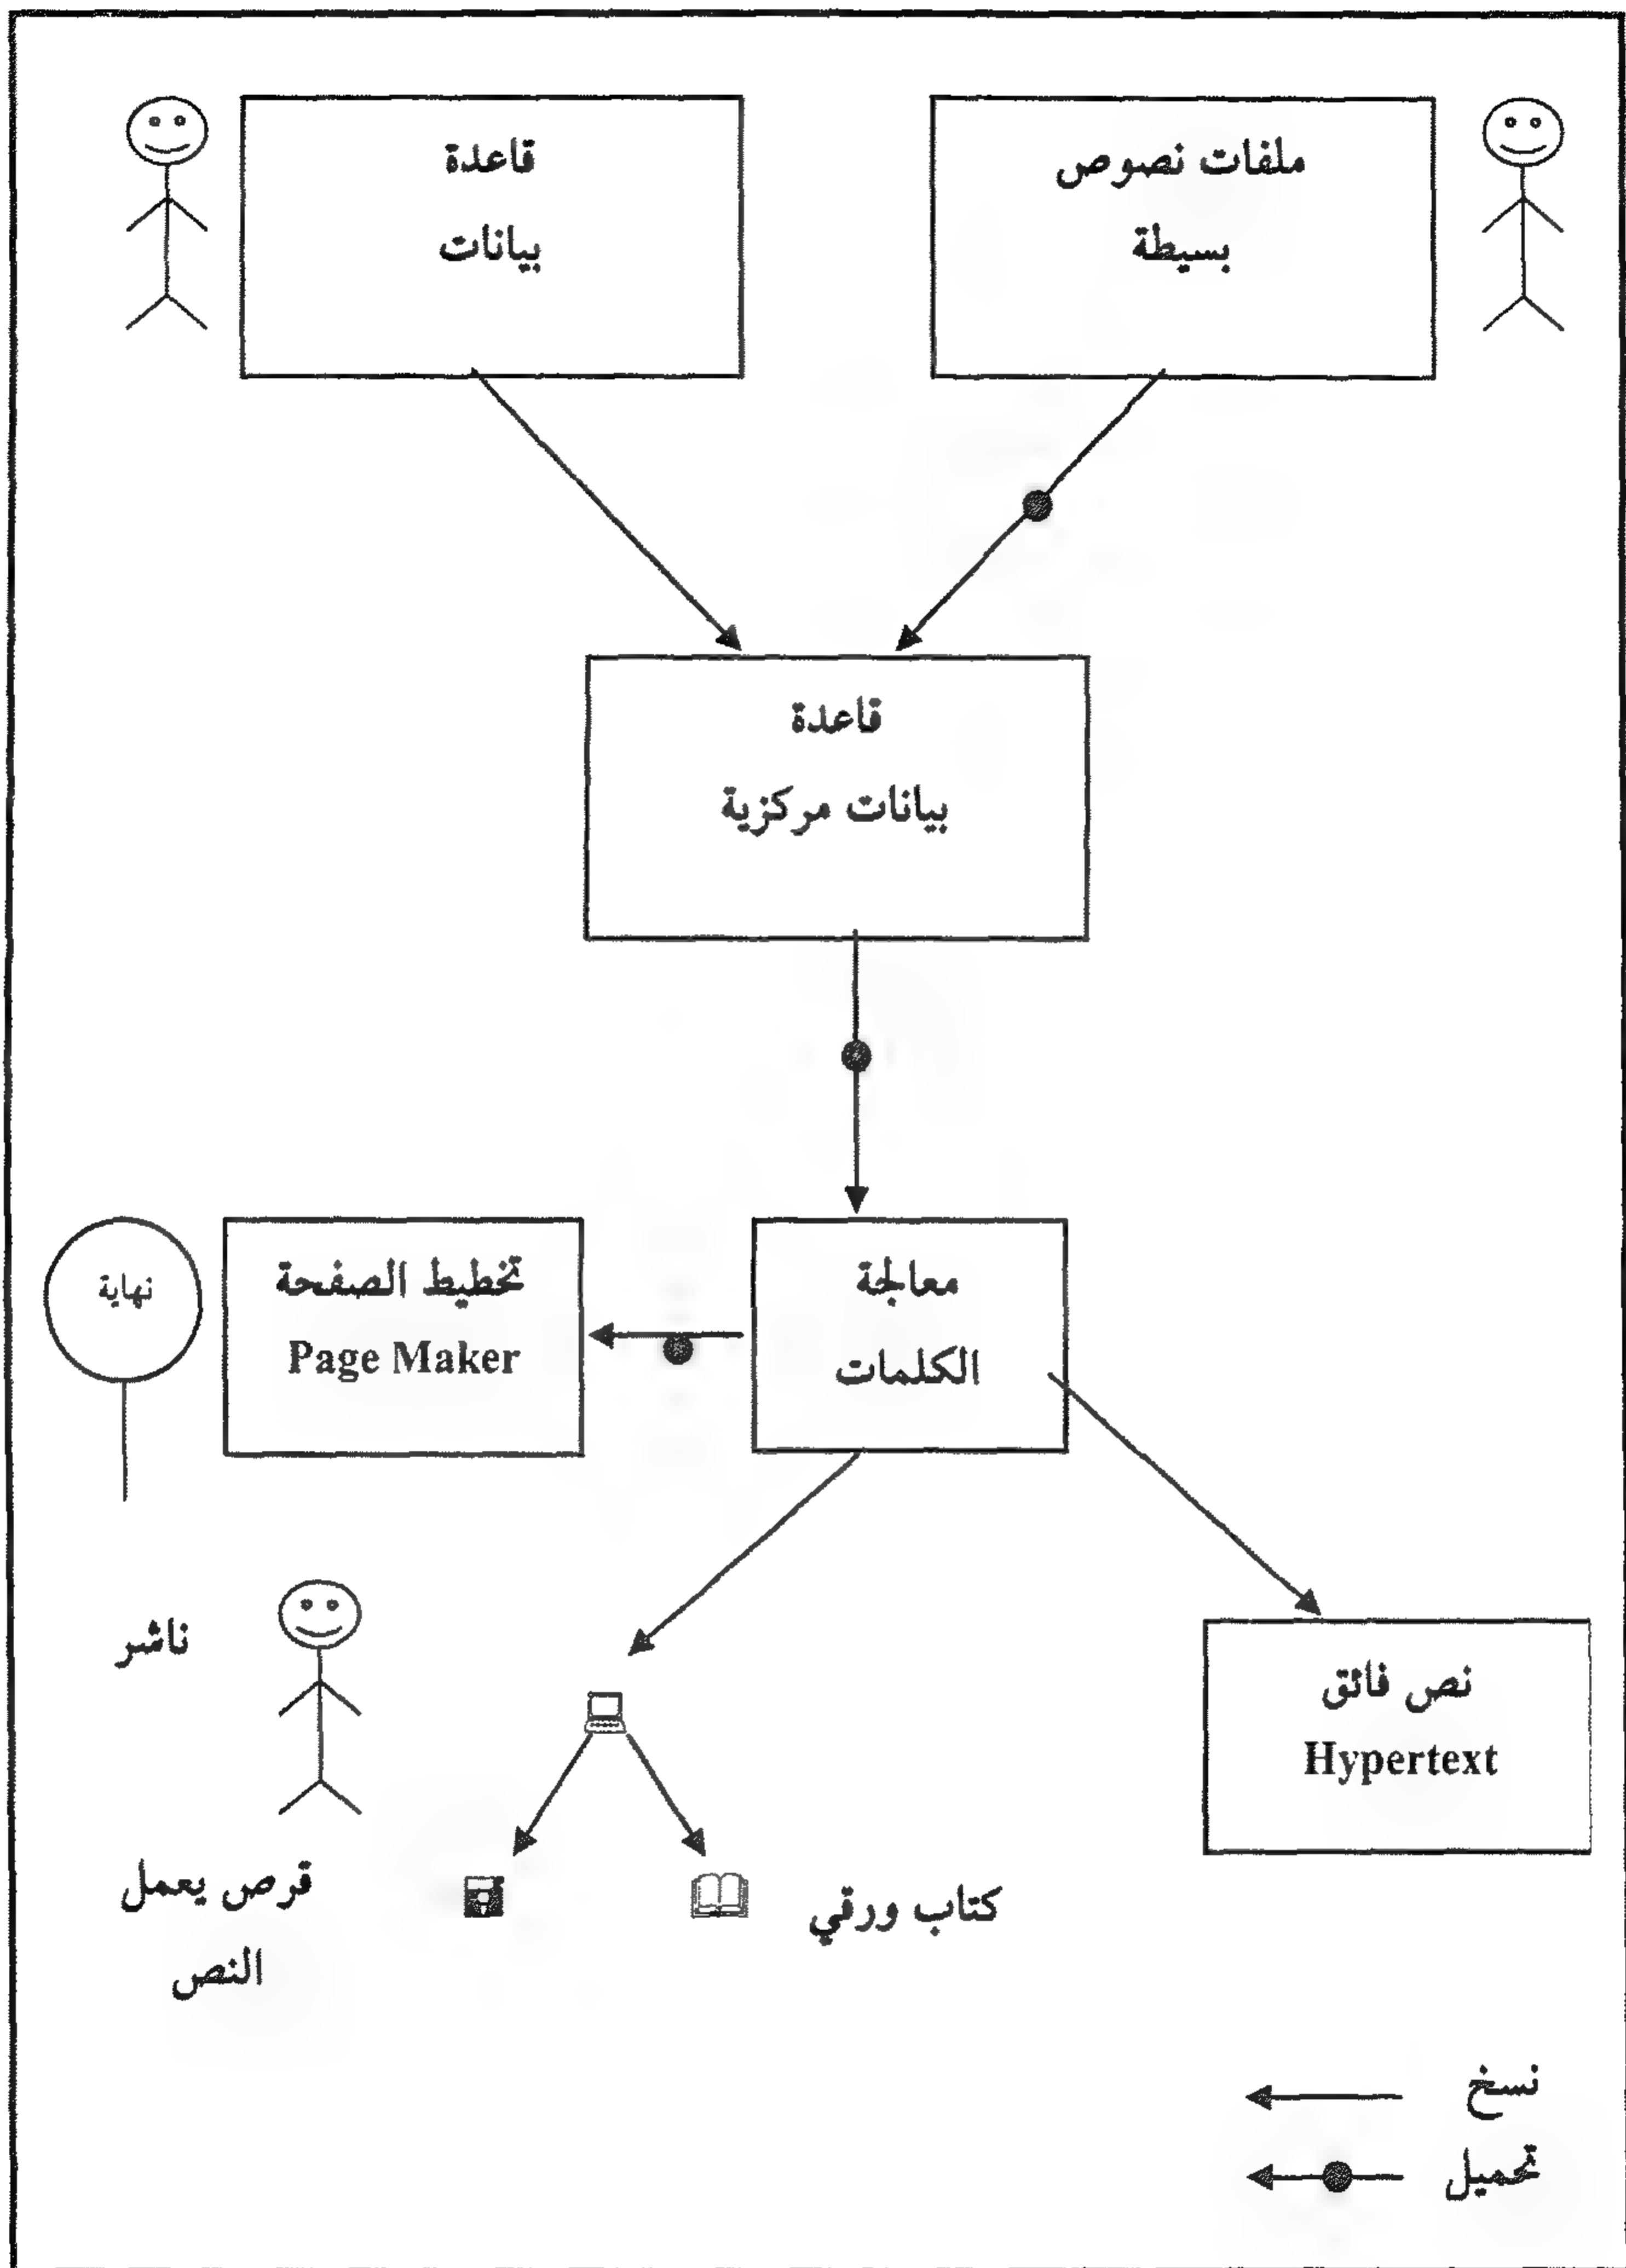 ملفات نصوص
بسيطة
قاعدة
بيانات
قاعدة
بيانات مركزية
معالجة
الكلمات
تخطيط الصفحة
Page Maker
نهاية
ناشر
نص فائق
Hypertext
كتاب ورقي
قرص يعمل
النص
نسخ
تحميل